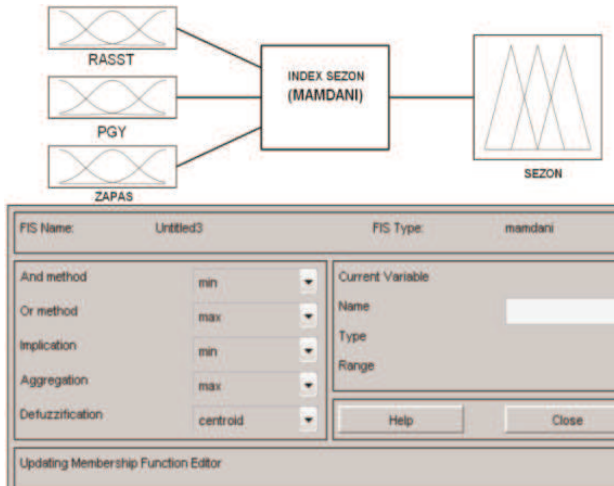 RASST
INDEX SEZON
(MAMDANI)
PGY
ZAPAS
SEZON
FIS Name: Untitled3 FIS Type: mamdani
And method min
Or method max
Implication min
Aggregation max
Defuzzification centroid
Current Variable
Name
Type
Range
Help Close
Updating Membership Function Editor